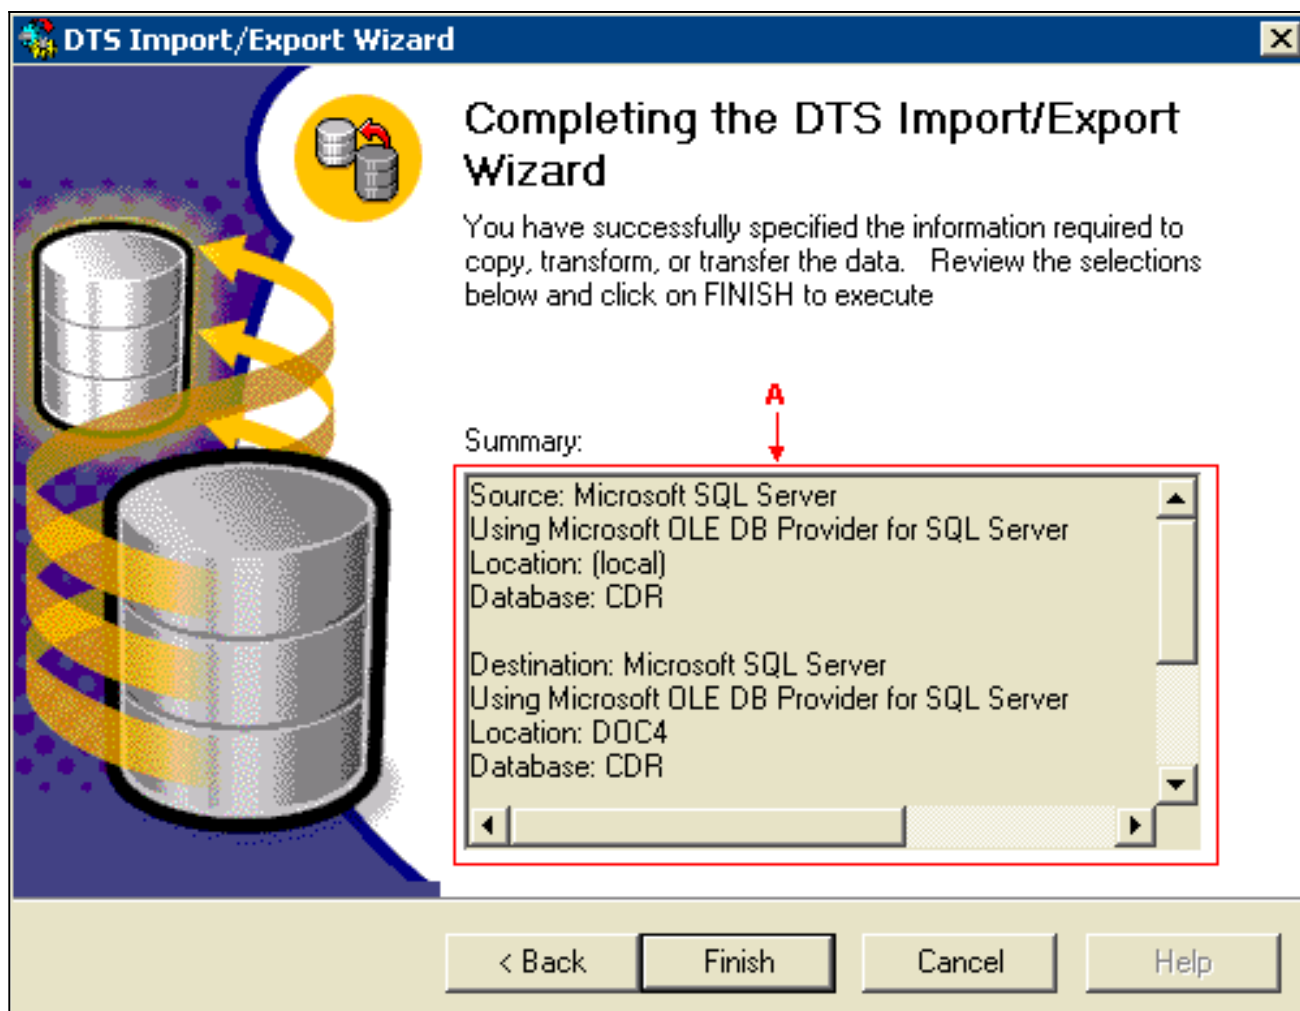 DTS Import/Export Wizard
Completing the DTS Import/Export
Wizard
You have successfully specified the information required to
copy, transform, or transfer the data.   Review the selections
below and click on FINISH to execute
A
Summary:
Source: Microsoft SQL Server
Using Microsoft OLE DB Provider for SQL Server
Location: (local)
Database: CDR
Destination: Microsoft SQL Server
Using Microsoft OLE DB Provider for SQL Server
Location: DOC4
Database: CDR
< Back
Finish
Cancel
Help